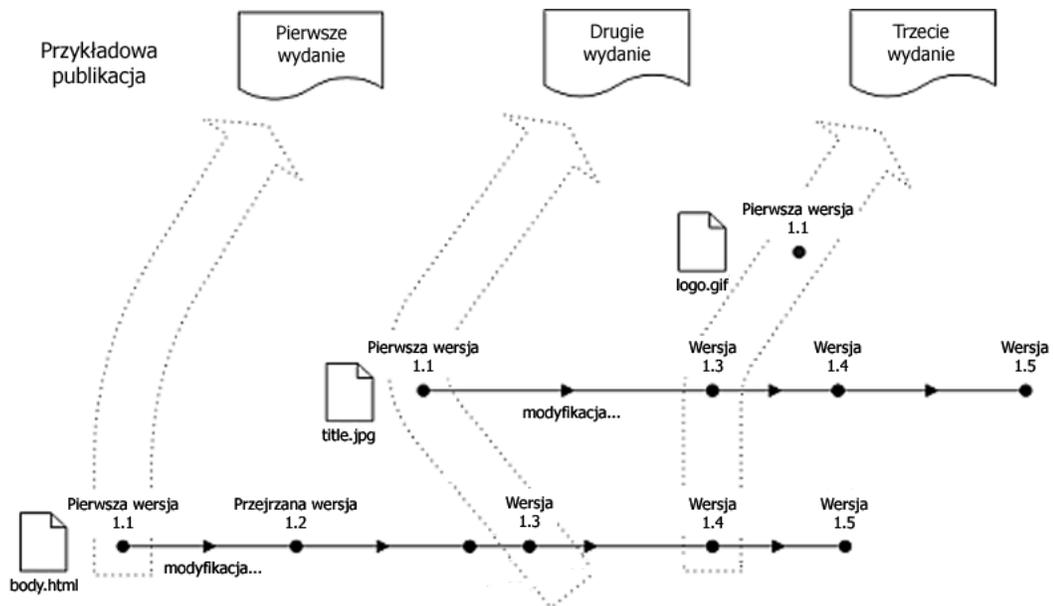 Przykładowa
publikacja
Pierwsze
wydanie
Drugie
wydanie
Trzecie
wydanie
Pierwsza wersja
1.1
logo.gif
Pierwsza wersja
1.1
Wersja
1.3
Wersja
1.4
Wersja
1.5
modyfikacja...
title.jpg
Pierwsza wersja
1.1
Przejrzana wersja
1.2
Wersja
1.3
Wersja
1.4
Wersja
1.5
modyfikacja...
body.html